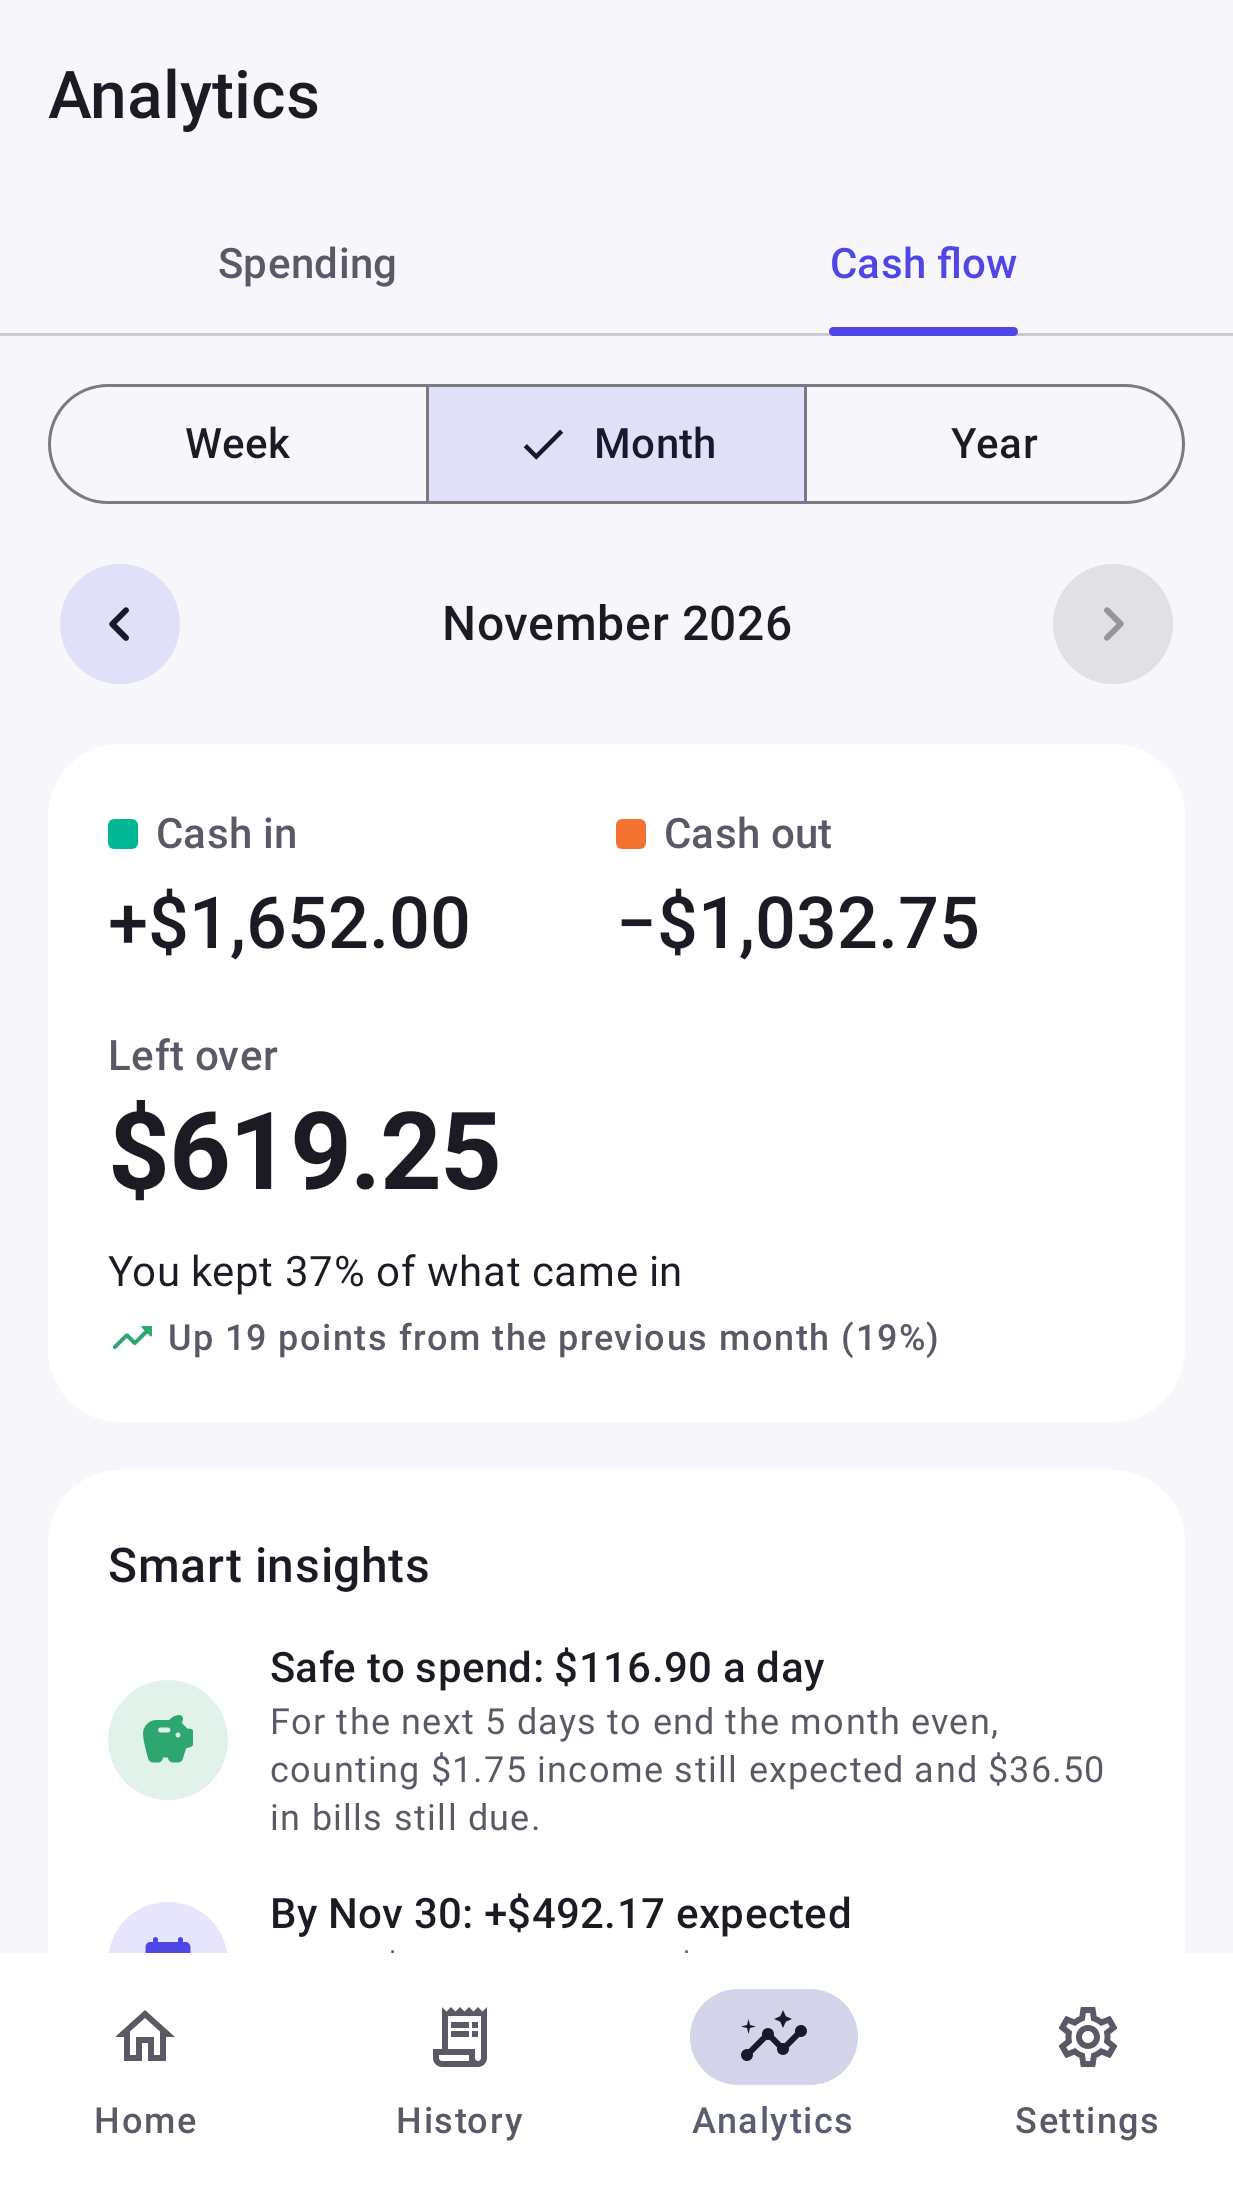 Analytics
Spending
Cash flow
Week
Month
Year
November 2026
Cash in
Cash out
+$1,652.00
−$1,032.75
Left over
$619.25
You kept 37% of what came in
Up 19 points from the previous month (19%)
Smart insights
Safe to spend: $116.90 a day
For the next 5 days to end the month even,
counting $1.75 income still expected and $36.50
in bills still due.
By Nov 30: +$492.17 expected
Home
History
Analytics
Settings